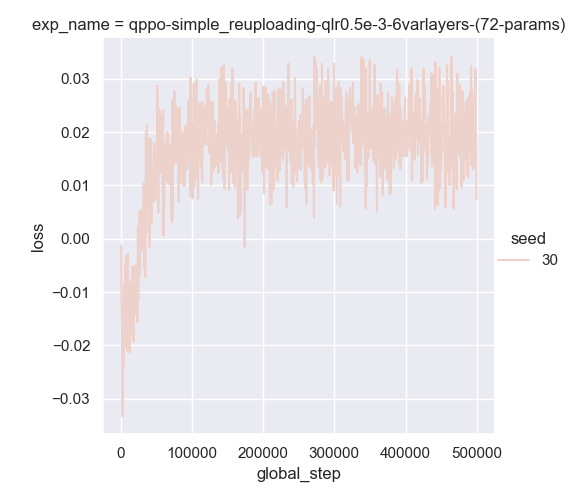 exp_name = qppo-simple_reuploading-qlr0.5e-3-6varlayers-(72-params)
0.03
0.02
0.01
0.00
−0.01
−0.02
−0.03
loss
seed
30
0 100000 200000 300000 400000 500000
global_step